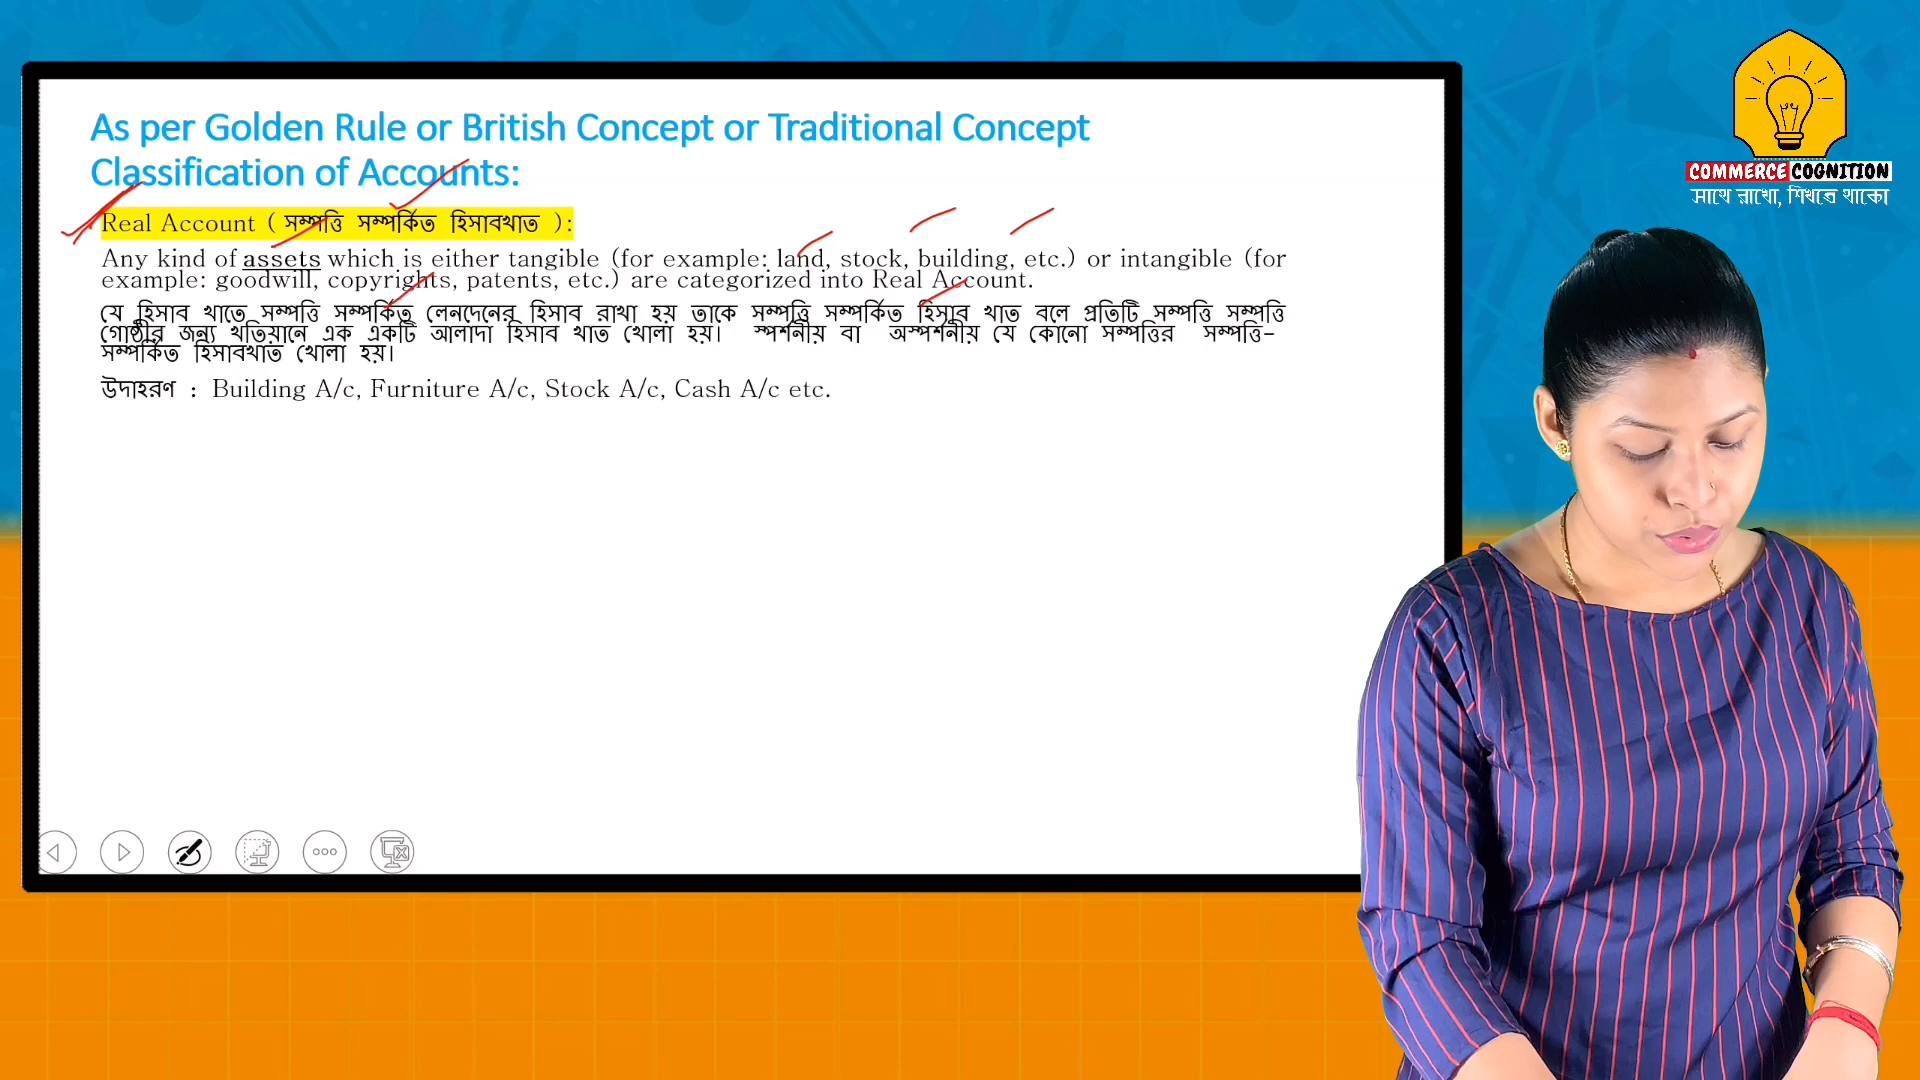 As per Golden Rule or British Concept or Traditional Concept
Classification of Accounts:
Real Account ( সম্পত্তি সম্পর্কিত হিসাবখাত ):
Any kind of assets which is either tangible (for example: land, stock, building, etc.) or intangible (for
example: goodwill, copyrights, patents, etc.) are categorized into Real Account.
যে হিসাব খাতে সম্পত্তি সম্পর্কিত লেনদেনের হিসাব রাখা হয় তাকে সম্পত্তি সম্পর্কিত হিসাব খাত বলে প্রতিটি সম্পত্তি সম্পত্তি
গোষ্ঠীর জন্য খতিয়ানে এক একটি আলাদা হিসাব খাত খোলা হয়। স্পর্শনীয় বা অস্পর্শনীয় যে কোনো সম্পত্তির সম্পত্তি-
সম্পর্কিত হিসাবখাত খোলা হয়।
উদাহরণ : Building A/c, Furniture A/c, Stock A/c, Cash A/c etc.
COMMERCE COGNITION
সাথে রাখো, শিখতে থাকো